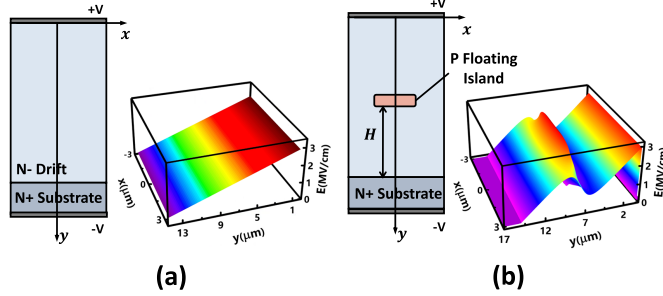 +V
x
N- Drift
N+ Substrate
y
-V
-3
0
3
x(μm)
13
9
5
1
y(μm)
0
1
2
3
E(MV/cm)
(a)
+V
x
P Floating
Island
H
N+ Substrate
y
-V
-3
0
3
x(μm)
17
12
7
2
y(μm)
0
1
2
3
E(MV/cm)
(b)